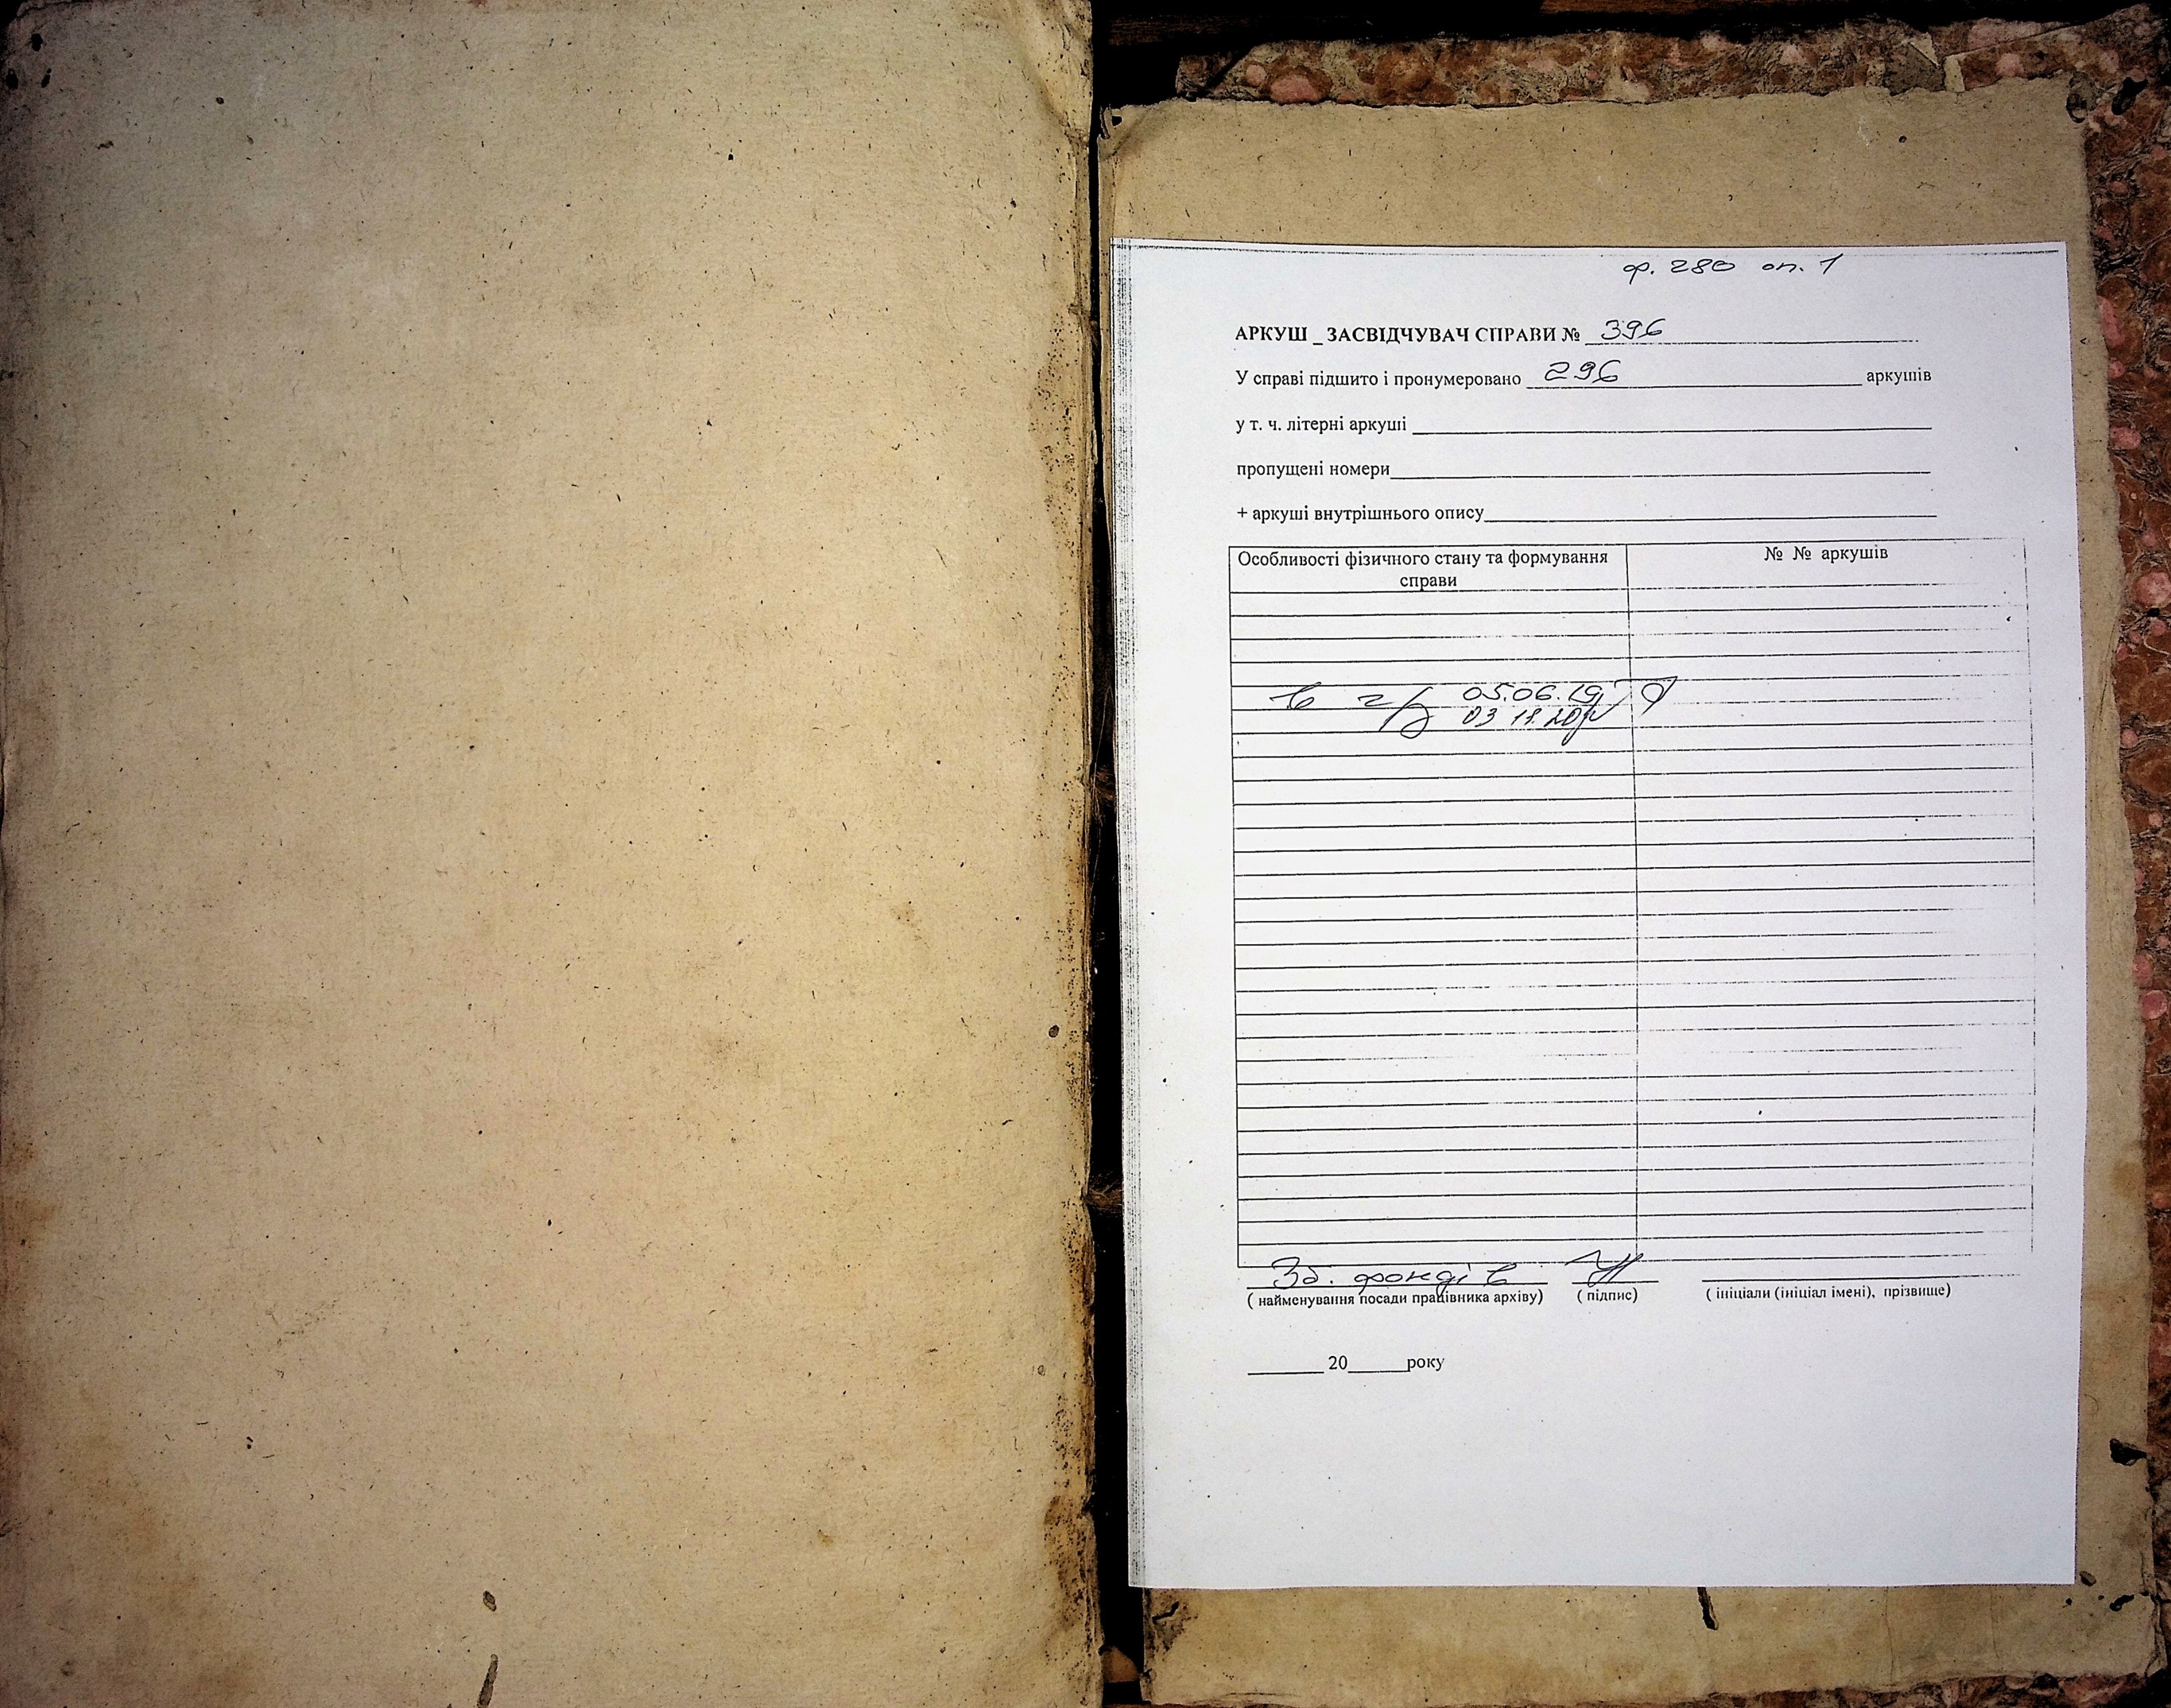 ф. 280 оп. 1
АРКУШ _ ЗАСВІДЧУВАЧ СПРАВИ № 396
У справі підшито і пронумеровано 296 аркушів
у т. ч. літерні аркуші
пропущені номери
+ аркуші внутрішнього опису
Особливості фізичного стану та формування справи
№ № аркушів
05.06.19
03 11.
Зб. фондів
( найменування посади працівника архіву) ( підпис) ( ініціали (ініціал імені), прізвище)
20 року